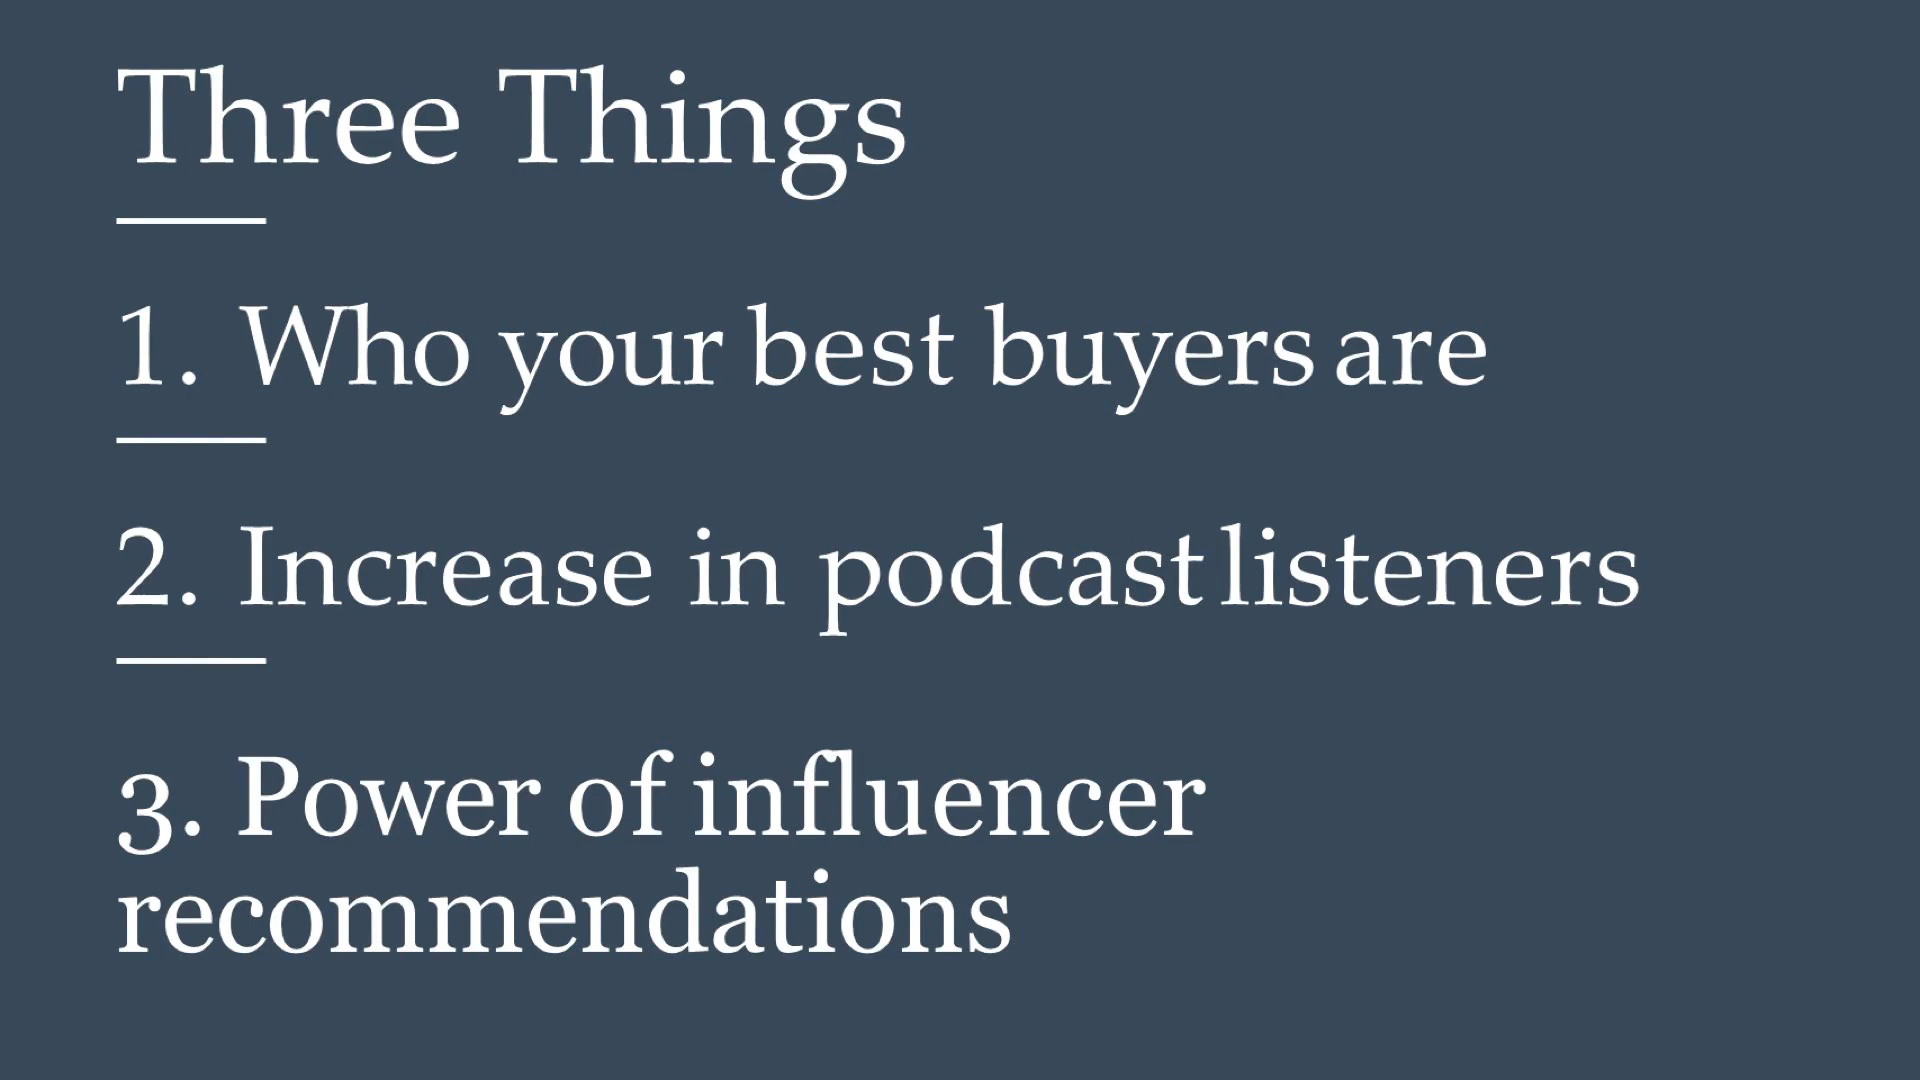 Three Things
1. Who your best buyers are
2. Increase in podcast listeners
3. Power of influencer
recommendations